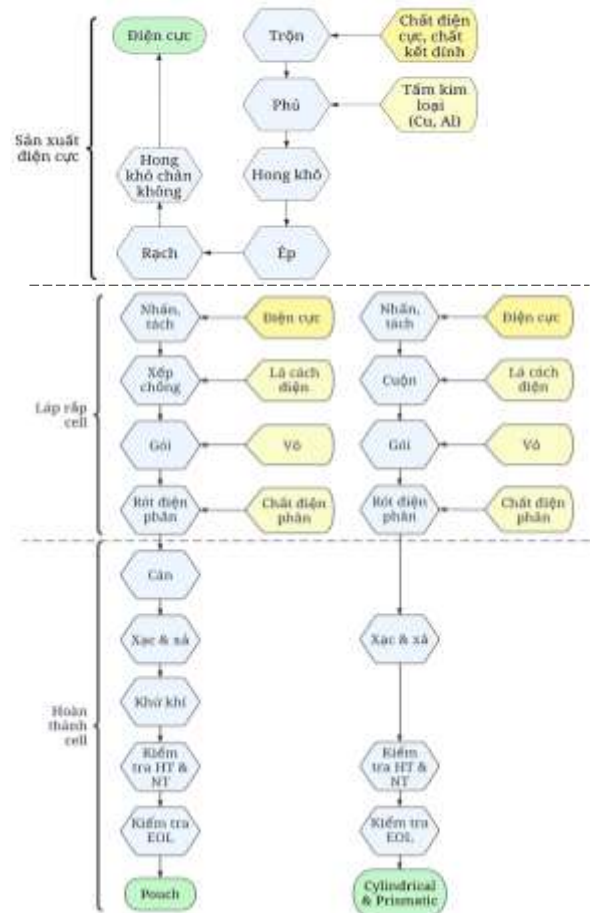 Điện cực
Trộn
Chất điện
cực, chất
kết dính
Phủ
Tấm kim
loại
(Cu, Al)
Sản xuất
điện cực
Hong
khô chân
không
Hong khô
Rạch
Ép
Nhấn,
tách
Điện cực
Nhấn,
tách
Điện cực
Xếp
chồng
Lá cách
điện
Cuộn
Lá cách
điện
Láp rắp
cell
Gói
Vỏ
Gói
Vỏ
Rót điện
phân
Chất điện
phân
Rót điện
phân
Chất điện
phân
Cán
Xạc & xả
Xạc & xả
Khử khí
Hoàn
thành
cell
Kiểm
tra HT &
NT
Kiểm
tra HT &
NT
Kiểm tra
EOL
Kiểm tra
EOL
Pouch
Cylindrical
& Prismatic